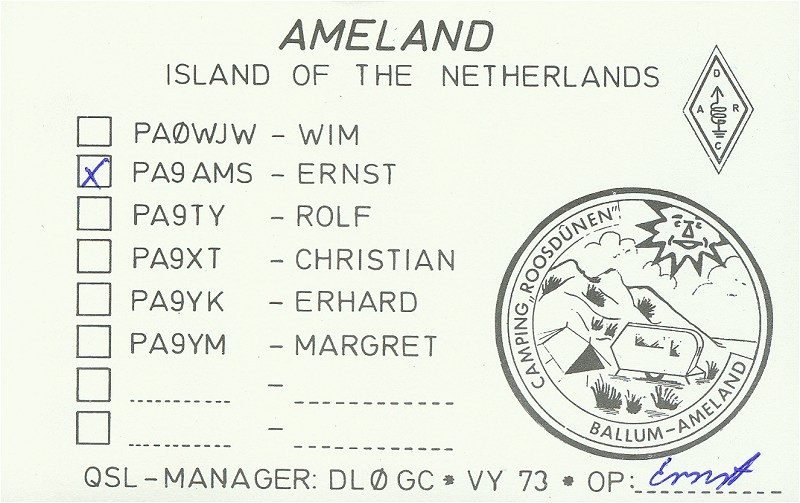 AMELAND
ISLAND OF THE NETHERLANDS
D
A R
C
PAØWJW - WIM
X PA9AMS - ERNST
PA9TY - ROLF
PA9XT - CHRISTIAN
PA9YK - ERHARD
PA9YM - MARGRET
-
-
CAMPING „ROOSDÜNEN"
BALLUM-AMELAND
QSL-MANAGER: DLØGC * VY 73 * OP: Ernst